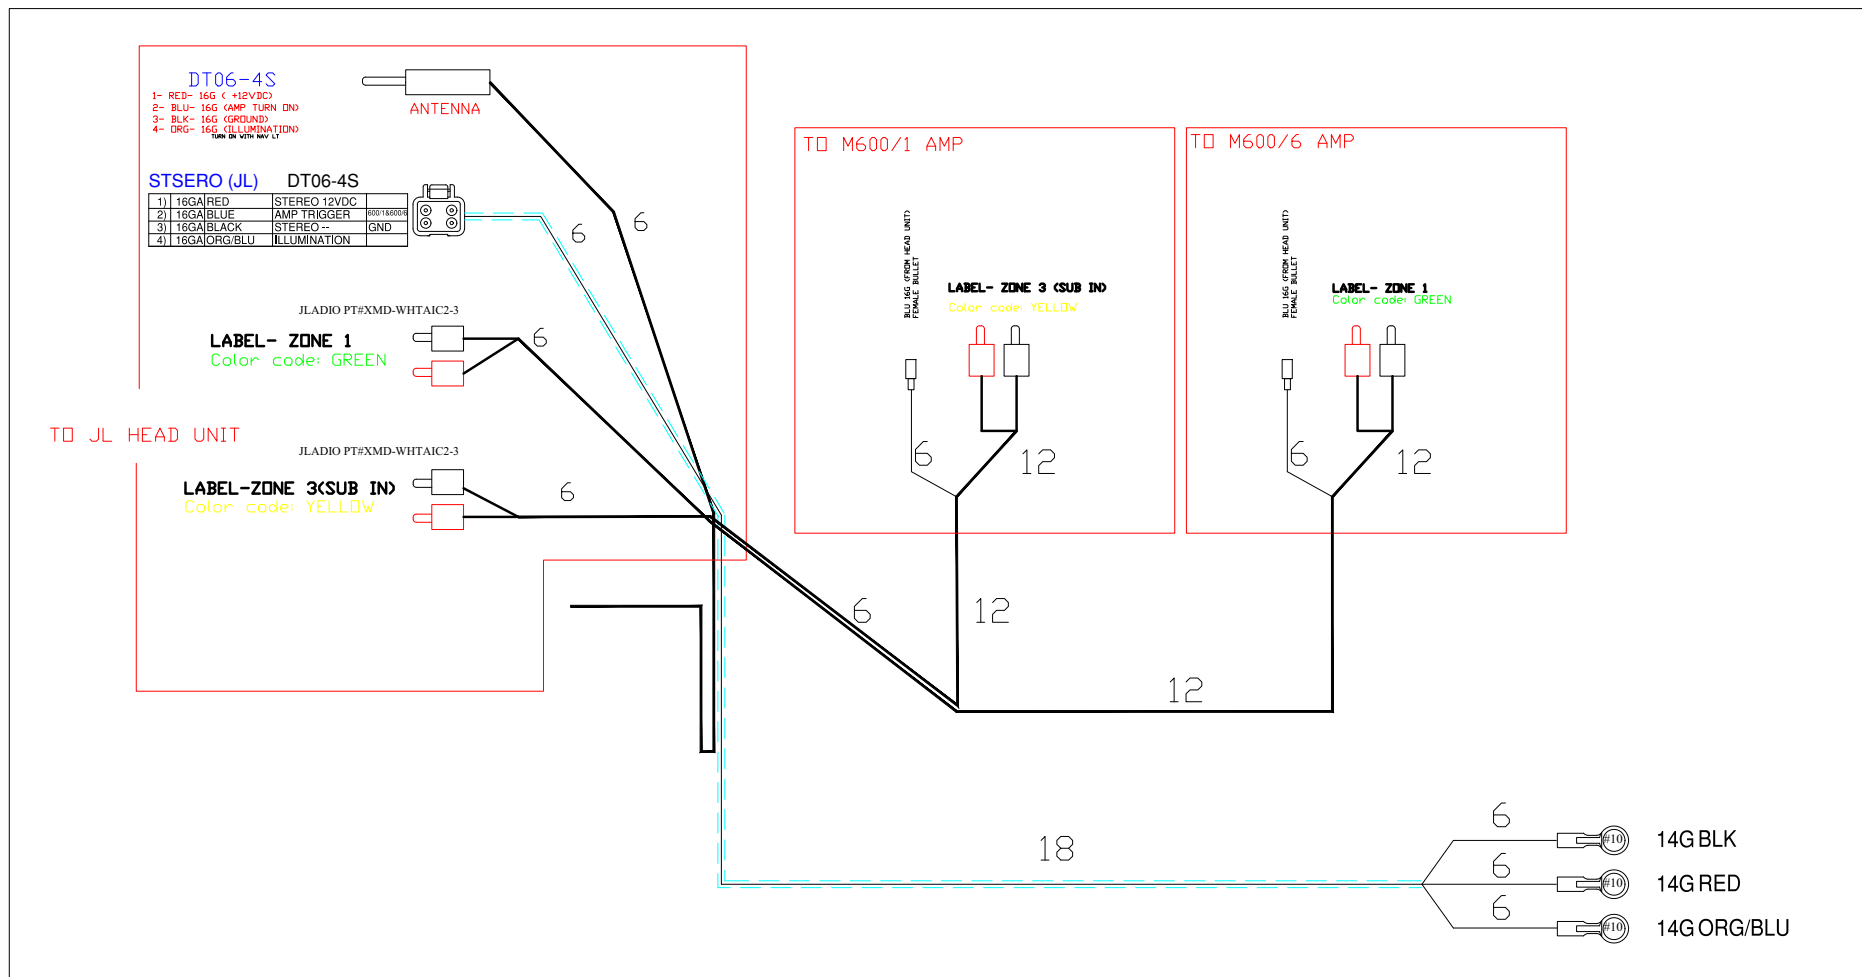 DT06-4S
1- RED- 16G ( +12VDC)
2- BLU- 16G (AMP TURN ON)
3- BLK- 16G (GROUND)
4- ORG- 16G (ILLUMINATION)
TURN ON WITH NAV LT
ANTENNA
STSERO (JL) DT06-4S
1) 16GA RED STEREO 12VDC
2) 16GA BLUE AMP TRIGGER 600/1&600/6
3) 16GA BLACK STEREO -- GND
4) 16GA ORG/BLU ILLUMINATION
6
6
JLADIO PT#XMD-WHTAIC2-3
LABEL- ZONE 1
Color code: GREEN
6
TO JL HEAD UNIT
JLADIO PT#XMD-WHTAIC2-3
LABEL-ZONE 3(SUB IN)
Color code: YELLOW
6
TO M600/1 AMP
BLU 16G (FROM HEAD UNIT)
FEMALE BULLET
LABEL- ZONE 3 (SUB IN)
Color code: YELLOW
6
12
TO M600/6 AMP
BLU 16G (FROM HEAD UNIT)
FEMALE BULLET
LABEL- ZONE 1
Color code: GREEN
6
12
6
12
12
18
6
#10
14G BLK
6
#10
14G RED
6
#10
14G ORG/BLU